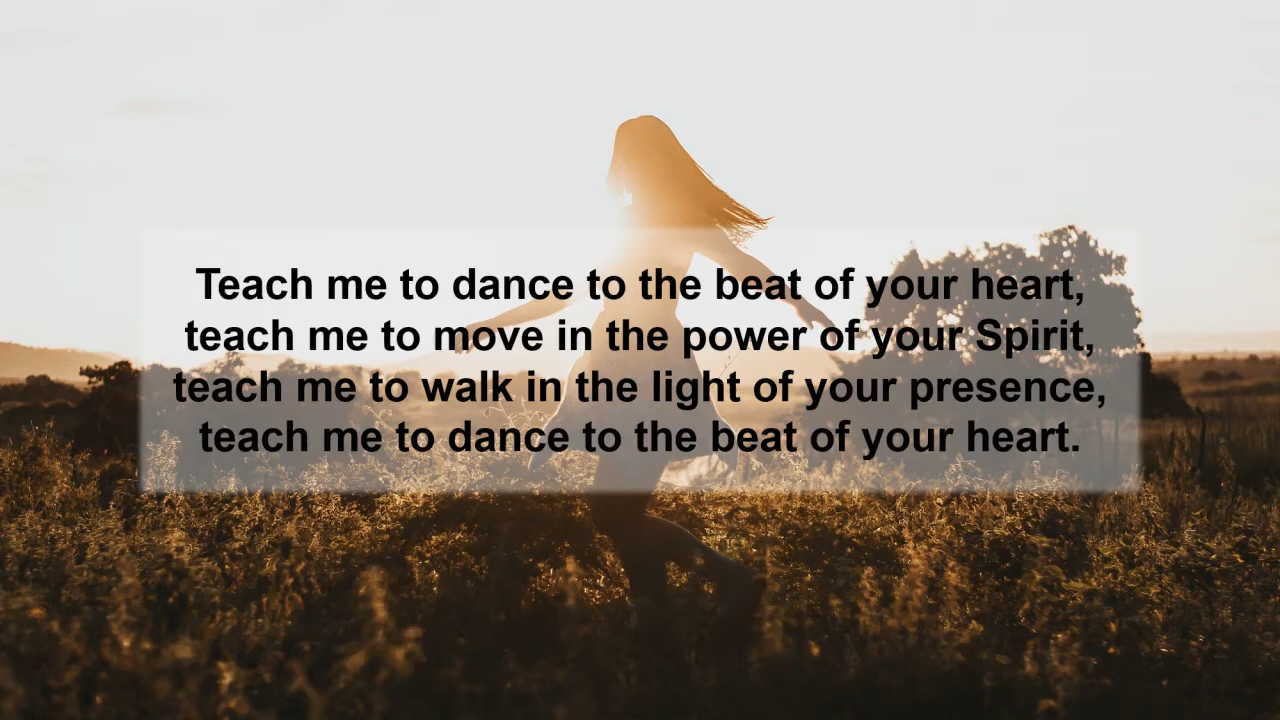 Teach me to dance to the beat of your heart,
teach me to move in the power of your Spirit,
teach me to walk in the light of your presence,
teach me to dance to the beat of your heart.